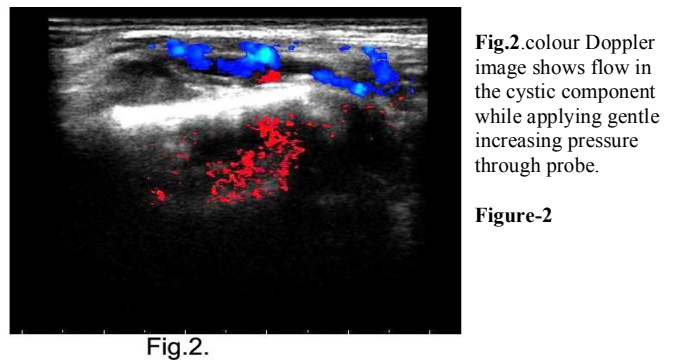 Fig.2.colour Doppler
image shows flow in
the cystic component
while applying gentle
increasing pressure
through probe.
Figure-2
Fig.2.